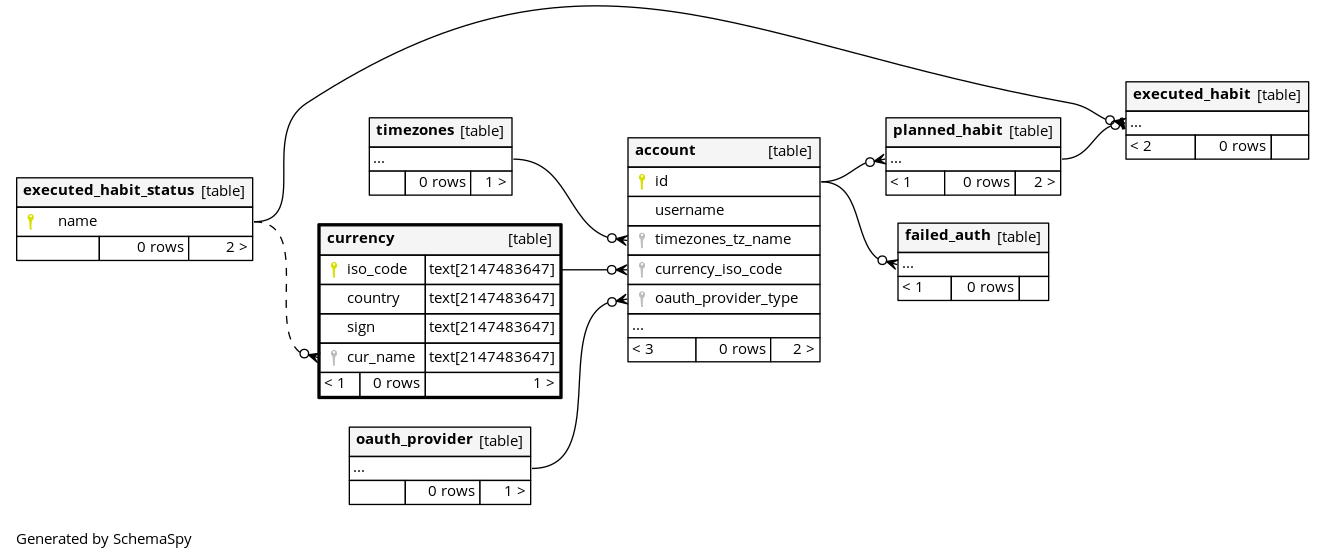 executed_habit [table]
...
< 2 0 rows
timezones [table]
...
0 rows 1 >
planned_habit [table]
...
< 1 0 rows 2 >
account [table]
id
username
timezones_tz_name
currency_iso_code
oauth_provider_type
...
< 3 0 rows 2 >
executed_habit_status [table]
name
0 rows 2 >
currency [table]
iso_code text[2147483647]
country text[2147483647]
sign text[2147483647]
cur_name text[2147483647]
< 1 0 rows 1 >
failed_auth [table]
...
< 1 0 rows
oauth_provider [table]
...
0 rows 1 >
Generated by SchemaSpy